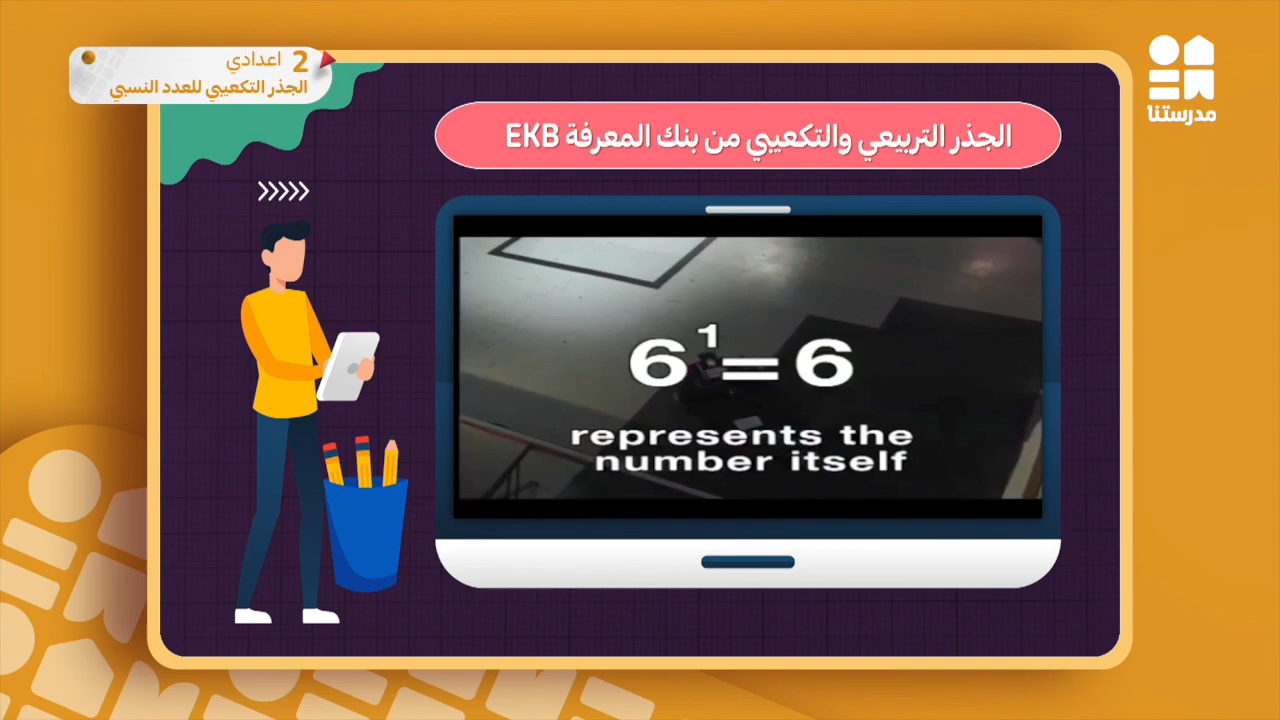 2 اعدادي
الجذر التكعيبي للعدد النسبي
مدرستنا
الجذر التربيعي والتكعيبي من بنك المعرفة EKB
6¹ = 6
represents the
number itself